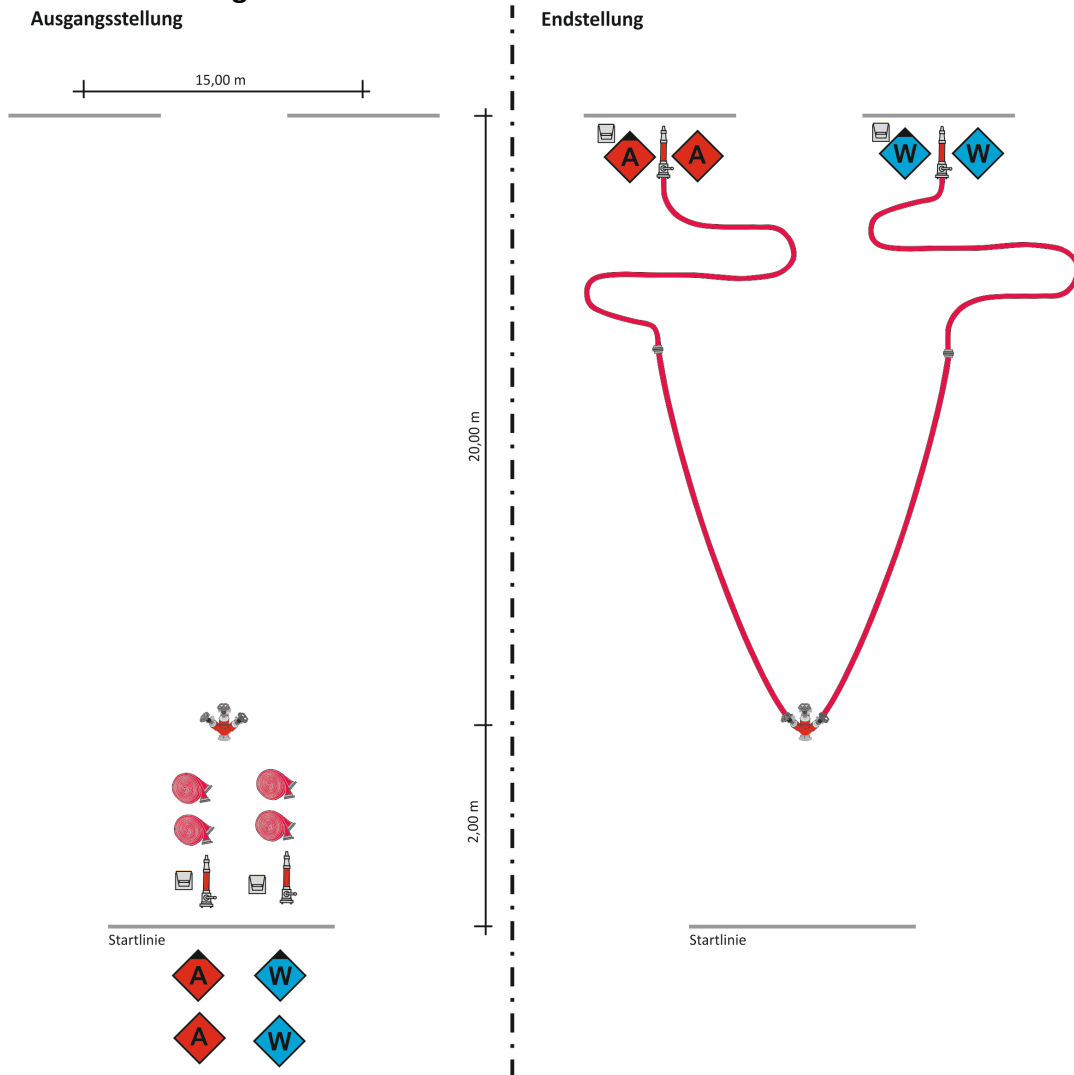 Ausgangsstellung
15,00 m
20,00 m
2,00 m
Startlinie
A
W
A
W
Endstellung
A
A
W
W
Startlinie